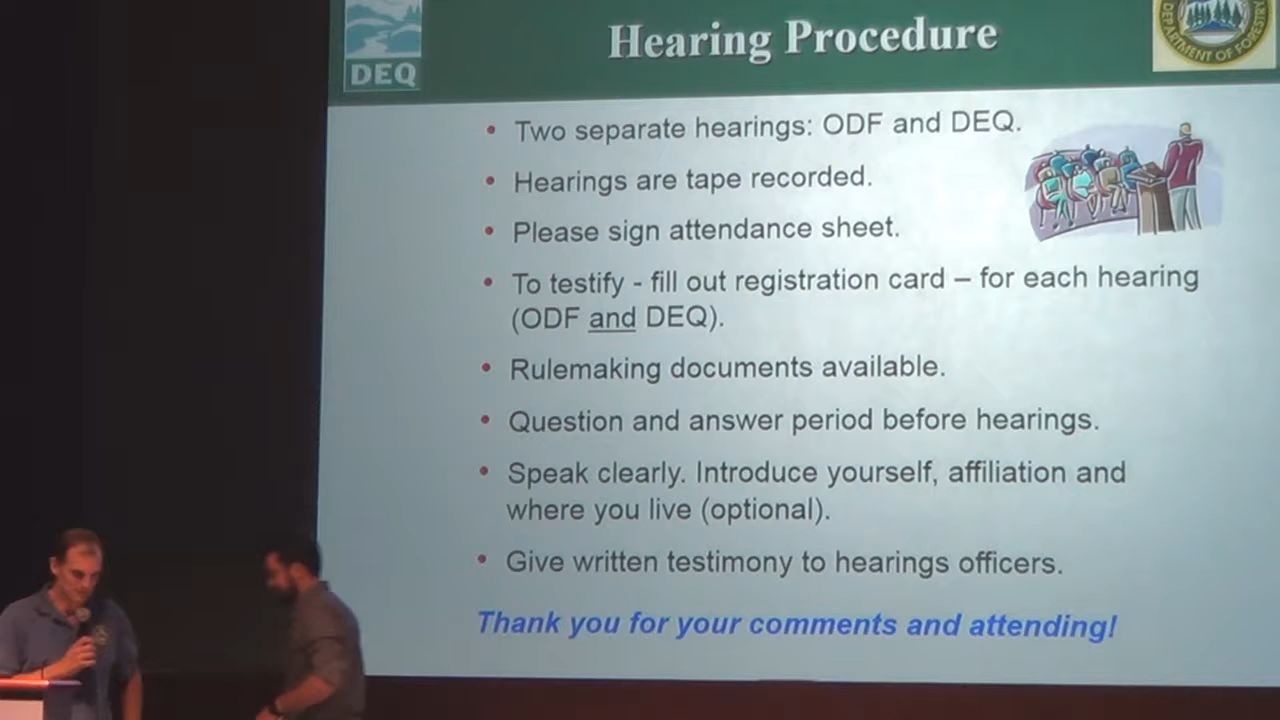 Hearing Procedure
DEQ
DEPARTMENT OF FORESTRY
• Two separate hearings: ODF and DEQ.
• Hearings are tape recorded.
• Please sign attendance sheet.
• To testify - fill out registration card – for each hearing
(ODF and DEQ).
• Rulemaking documents available.
• Question and answer period before hearings.
• Speak clearly. Introduce yourself, affiliation and
where you live (optional).
• Give written testimony to hearings officers.
Thank you for your comments and attending!